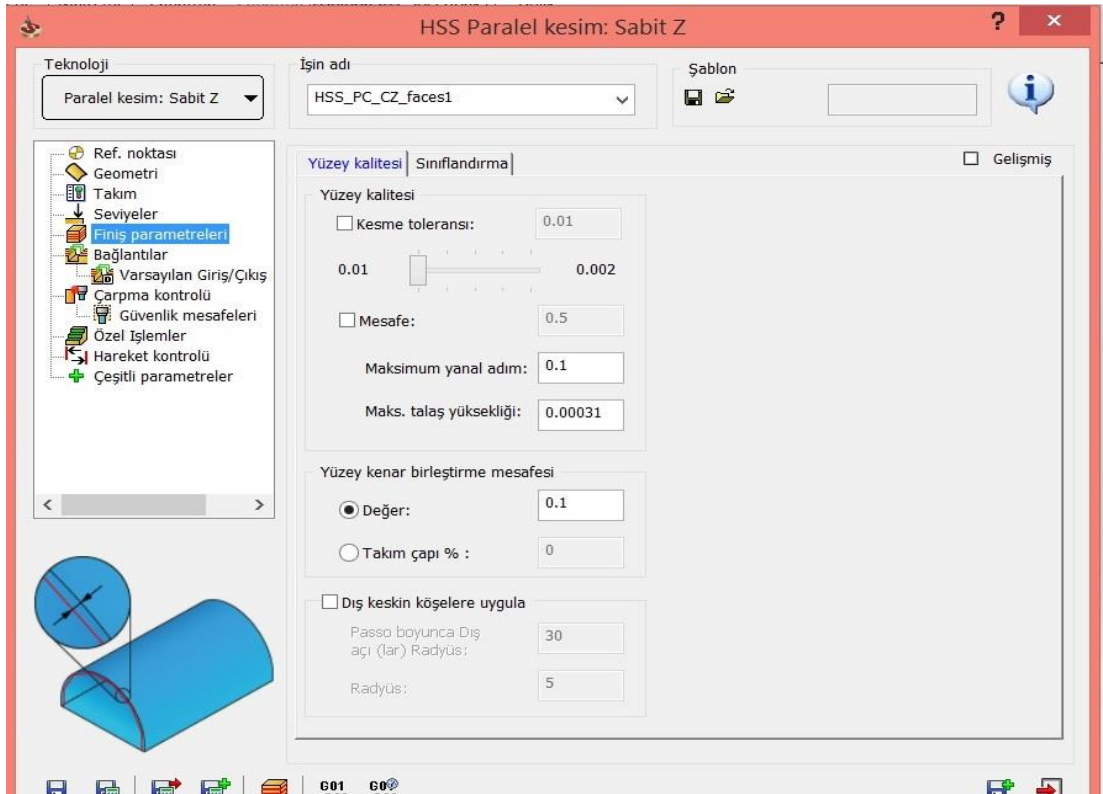 HSS Paralel kesim: Sabit Z
?
×
Teknoloji
Paralel kesim: Sabit Z
İşin adı
HSS_PC_CZ_faces1
Şablon
Ref. noktası
Geometri
Takım
Seviyeler
Finiş parametreleri
Bağlantılar
Varsayılan Giriş/Çıkış
Çarpma kontrolü
Güvenlik mesafeleri
Özel Işlemler
Hareket kontrolü
Çeşitli parametreler
Yüzey kalitesi
Sınıflandırma
Gelişmiş
Yüzey kalitesi
Kesme toleransı: 0.01
0.01 0.002
Mesafe: 0.5
Maksimum yanal adım: 0.1
Maks. talaş yüksekliği: 0.00031
Yüzey kenar birleştirme mesafesi
Değer: 0.1
Takım çapı % : 0
Dış keskin köşelere uygula
Passo boyunca Dış
açı (lar) Radyüs: 30
Radyüs: 5
G01 G0